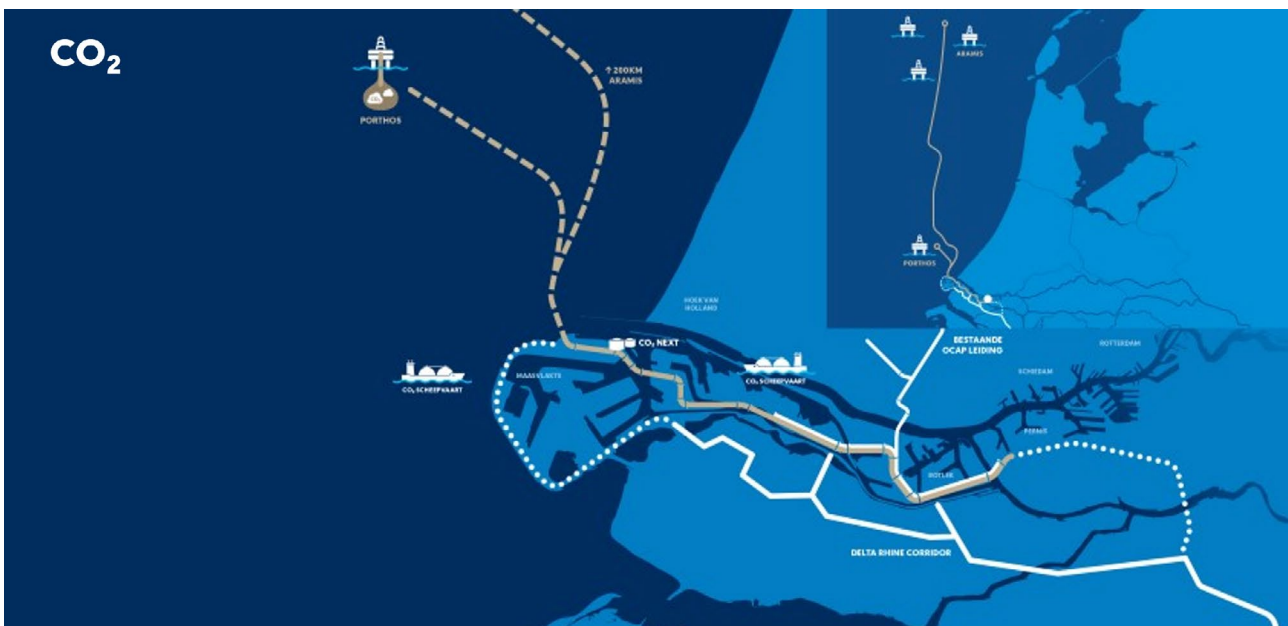 CO₂
↑ 200KM
ARAMIS
PORTHOS
ARAMIS
PORTHOS
HOEK VAN
HOLLAND
BESTAANDE
OCAP LEIDING
ROTTERDAM
SCHIEDAM
PERNIS
CO₂ NEXT
MAASVLAKTE
CO₂ SCHEEPVAART
CO₂ SCHEEPVAART
BOTLEK
DELTA RHINE CORRIDOR